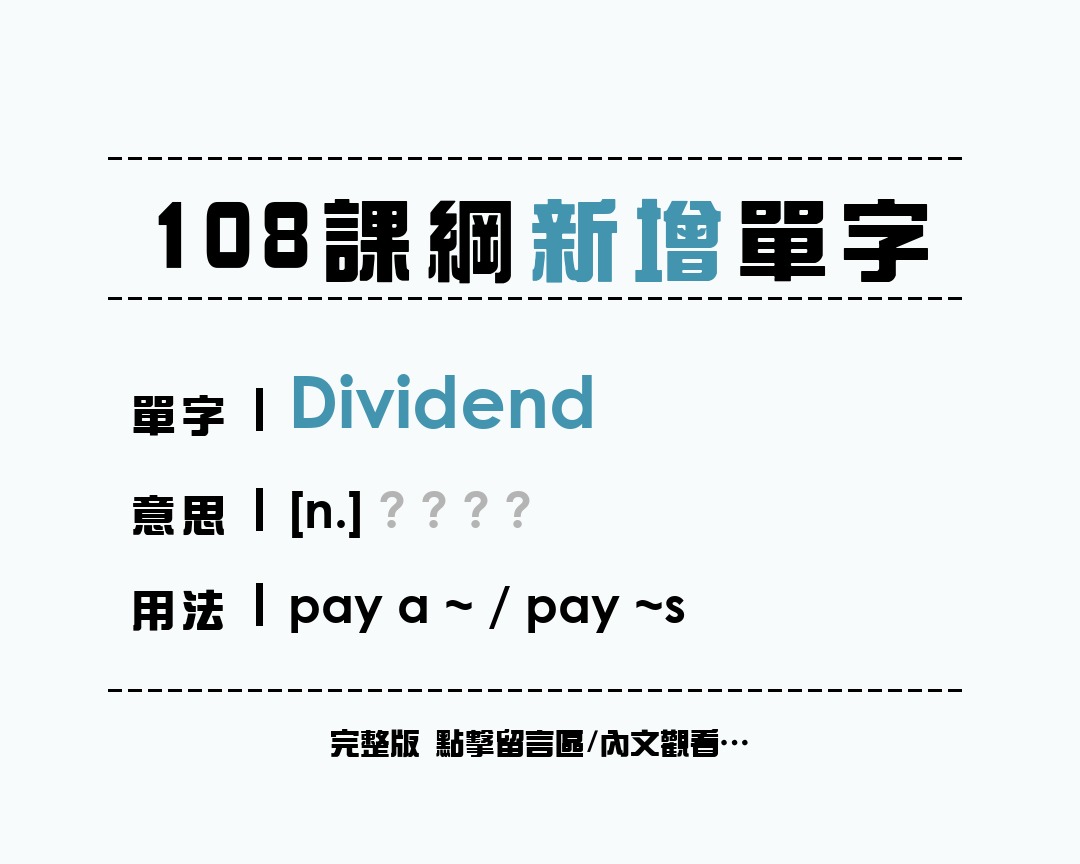 108課綱新增單字
單字 | Dividend
意思 | [n.] ????
用法 | pay a ~ / pay ~s
完整版 點擊留言區/內文觀看…